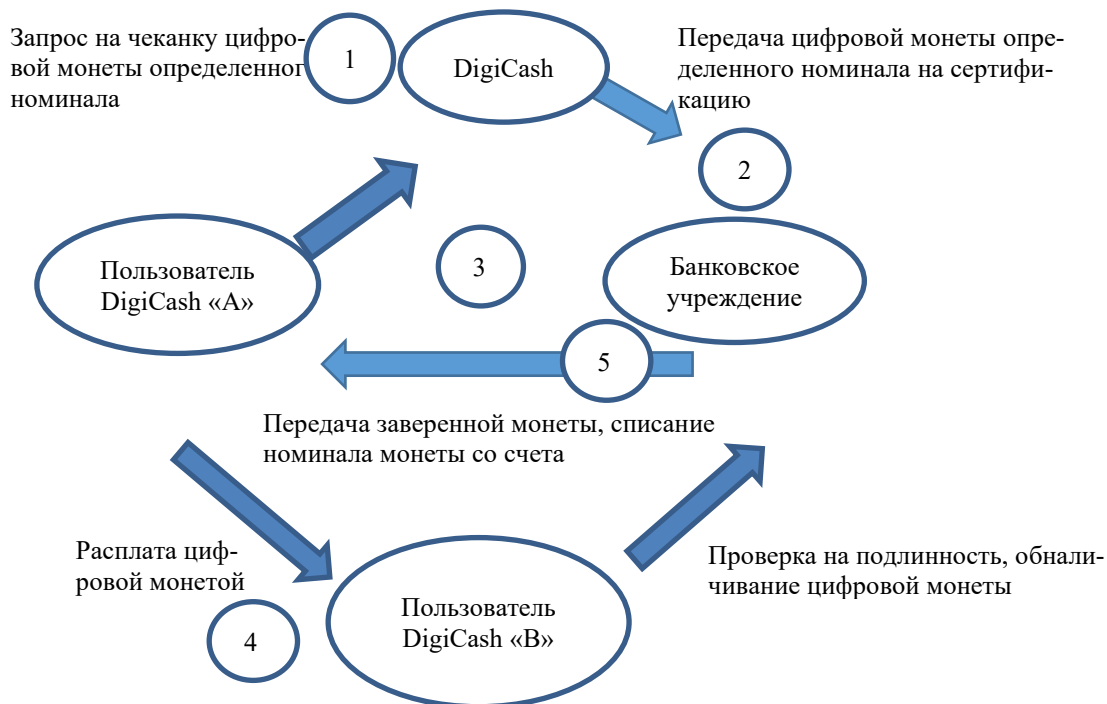 Запрос на чеканку цифро-
вой монеты определенног
номинала
1
DigiCash
Передача цифровой монеты опре-
деленного номинала на сертифи-
кацию
2
Пользователь
DigiCash «А»
3
Банковское
учреждение
5
Передача заверенной монеты, списание
номинала монеты со счета
Расплата циф-
ровой монетой
4
Пользователь
DigiCash «В»
Проверка на подлинность, обнали-
чивание цифровой монеты